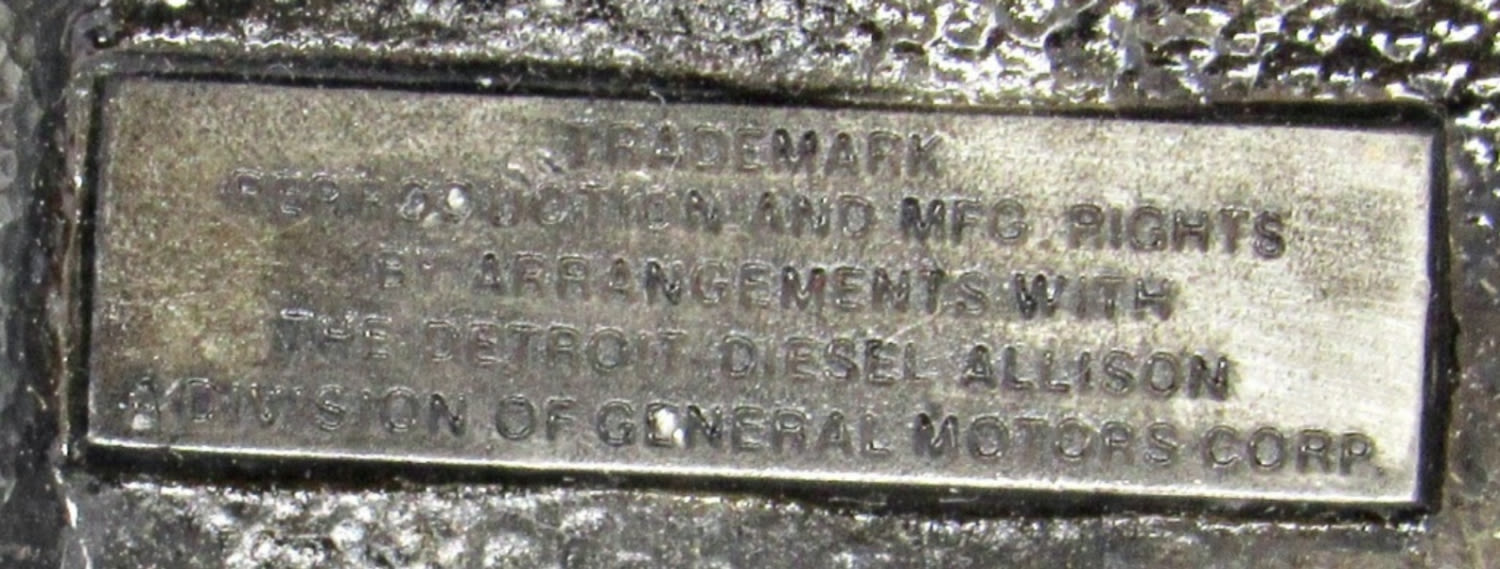 TRADEMARK
REPRODUCTION AND MFG. RIGHTS
BY ARRANGEMENTS WITH
THE DETROIT DIESEL ALLISON
A DIVISION OF GENERAL MOTORS CORP.